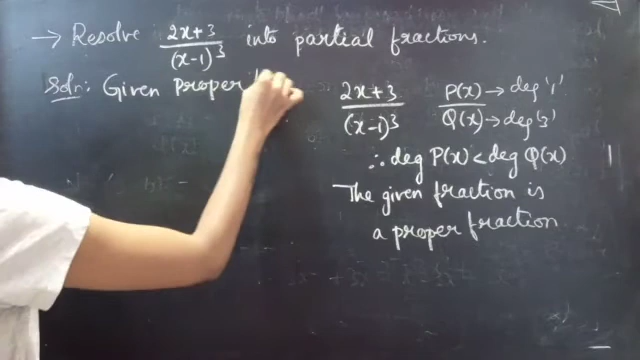 → Resolve (2x+3)/(x-1)³ into partial fractions.
Soln: Given proper
(2x+3)/(x-1)³ P(x)/Q(x) → deg '1' → deg '3'
∴ deg P(x) < deg Q(x)
The given fraction is
a proper fraction